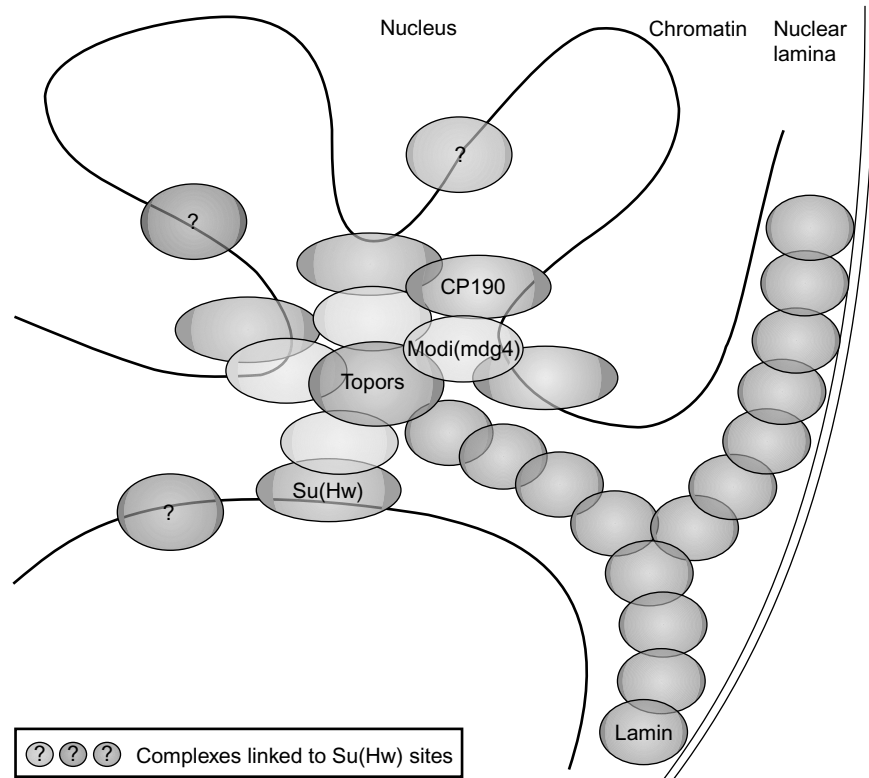 Nucleus
Chromatin
Nuclear
lamina
?
?
CP190
Modi(mdg4)
Topors
Su(Hw)
?
Lamin
? ? ? Complexes linked to Su(Hw) sites